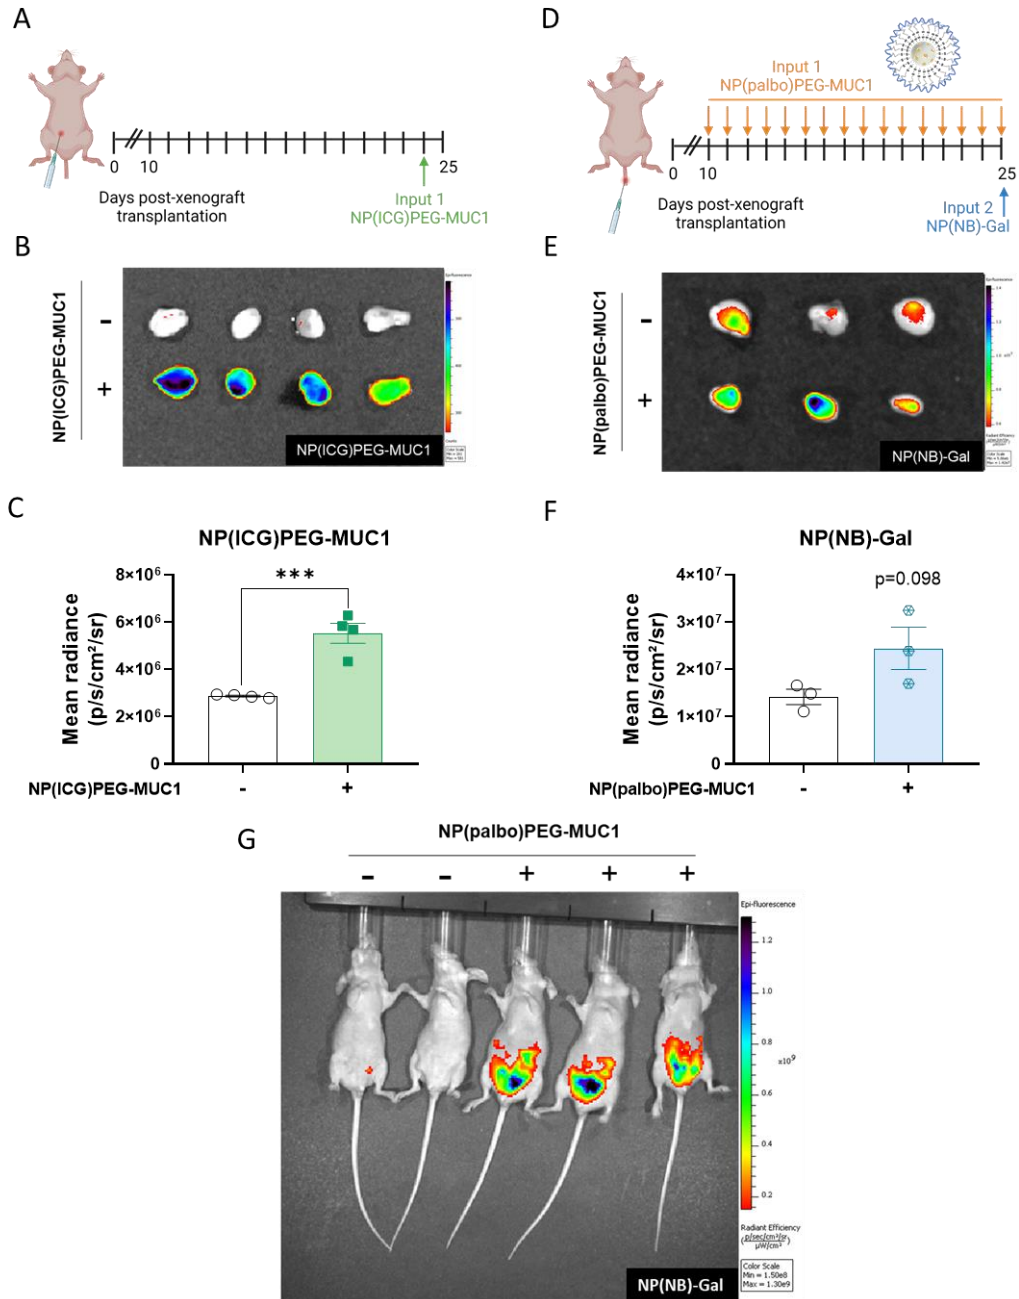 A
0
10
25
Days post-xenograft
transplantation
Input 1
NP(ICG)PEG-MUC1
D
Input 1
NP(palbo)PEG-MUC1
0
10
25
Days post-xenograft
transplantation
Input 2
NP(NB)-Gal
B
NP(ICG)PEG-MUC1
-
+
NP(ICG)PEG-MUC1
E
NP(palbo)PEG-MUC1
-
+
NP(NB)-Gal
C
NP(ICG)PEG-MUC1
Mean radiance
(p/s/cm²/sr)
8×10⁶
6×10⁶
4×10⁶
2×10⁶
0
***
NP(ICG)PEG-MUC1
- +
F
NP(NB)-Gal
Mean radiance
(p/s/cm²/sr)
4×10⁷
3×10⁷
2×10⁷
1×10⁷
0
p=0.098
NP(palbo)PEG-MUC1
- +
G
NP(palbo)PEG-MUC1
- - + + +
Epi-fluorescence
1.2
1.0
0.8
x10⁹
0.6
0.4
0.2
Radiant Efficiency
(p/sec/cm²/sr
µW/cm²)
Color Scale
Min = 1.50e8
Max = 1.30e9
NP(NB)-Gal